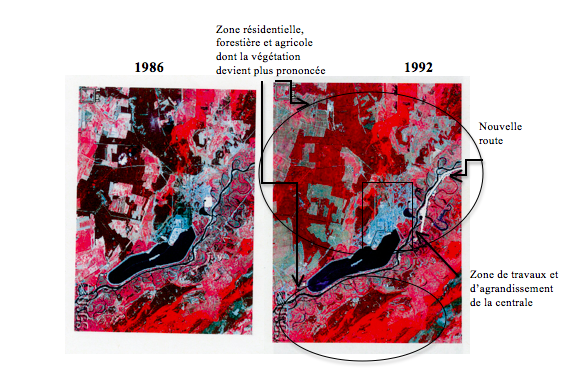 Zone résidentielle,
forestière et agricole
dont la végétation
devient plus prononcée
1986
1992
Nouvelle
route
Zone de travaux et
d'agrandissement
de la centrale